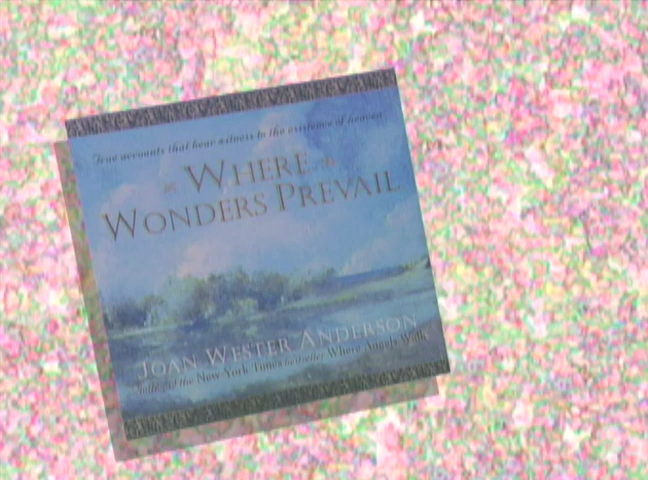 True accounts that bear witness to the existence of heaven
WHERE
WONDERS PREVAIL
JOAN WESTER ANDERSON
Author of the New York Times bestseller Where Angels Walk